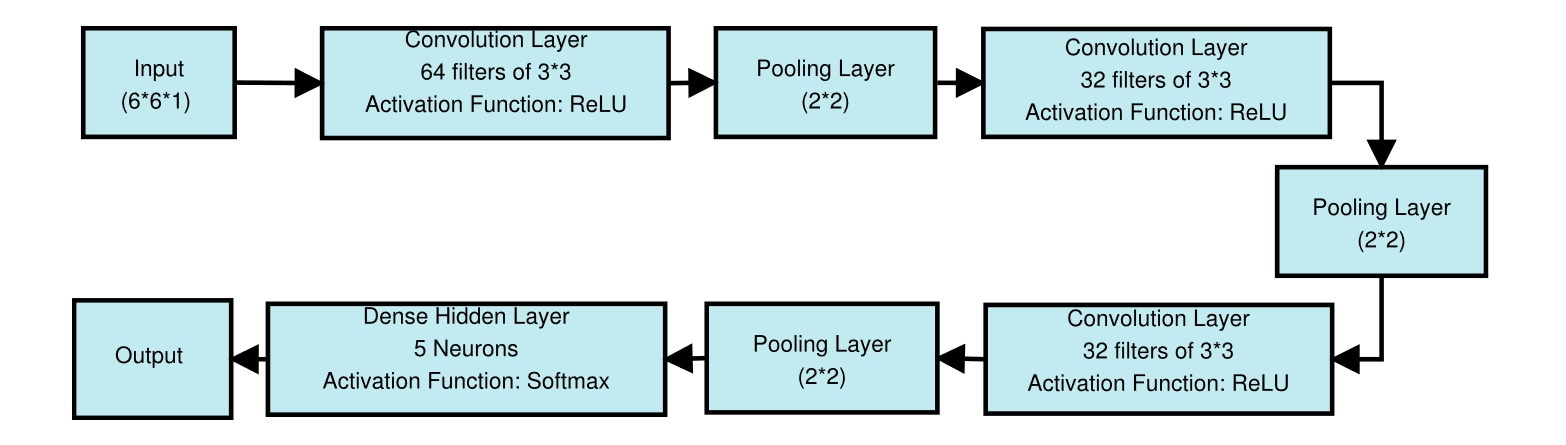 Input
(6*6*1)
Convolution Layer
64 filters of 3*3
Activation Function: ReLU
Pooling Layer
(2*2)
Convolution Layer
32 filters of 3*3
Activation Function: ReLU
Pooling Layer
(2*2)
Convolution Layer
32 filters of 3*3
Activation Function: ReLU
Pooling Layer
(2*2)
Dense Hidden Layer
5 Neurons
Activation Function: Softmax
Output